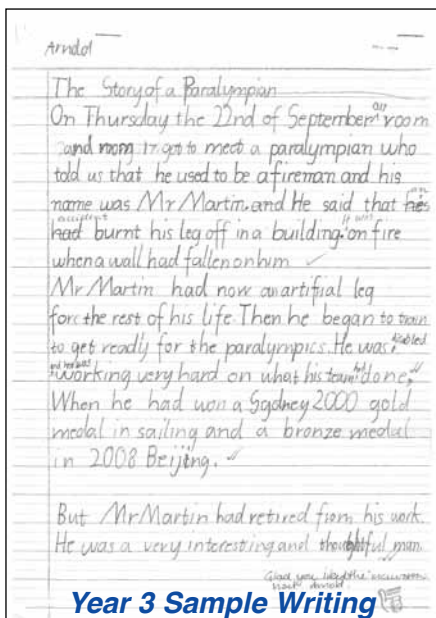 Arndol
The Story of a Paralympian
On Thursday the 22nd of September our room
and room 17 got to meet a paralympian who
told us that he used to be a fireman and his
name was Mr Martin. and He said that an
accident had burnt his leg off in a building. it was on fire
when a wall had fallen on him
Mr Martin had now an artifial leg
for the rest of his life. Then he began to train
to get readly for the paralympics. He was
working very hard on what his team had done.
When he had won a Sydney 2000 gold
medal in sailing and a bronze medal
in 2008 Beijing.
But Mr Martin had retired from his work.
He was a very interesting and thoughtful man.
Glad you liked the
Year 3 Sample Writing